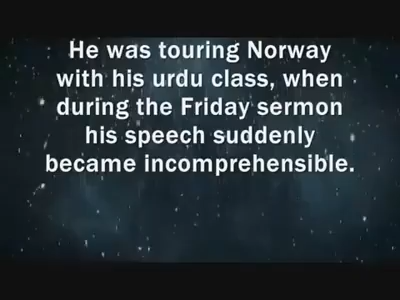 He was touring Norway
with his urdu class, when
during the Friday sermon
his speech suddenly
became incomprehensible.